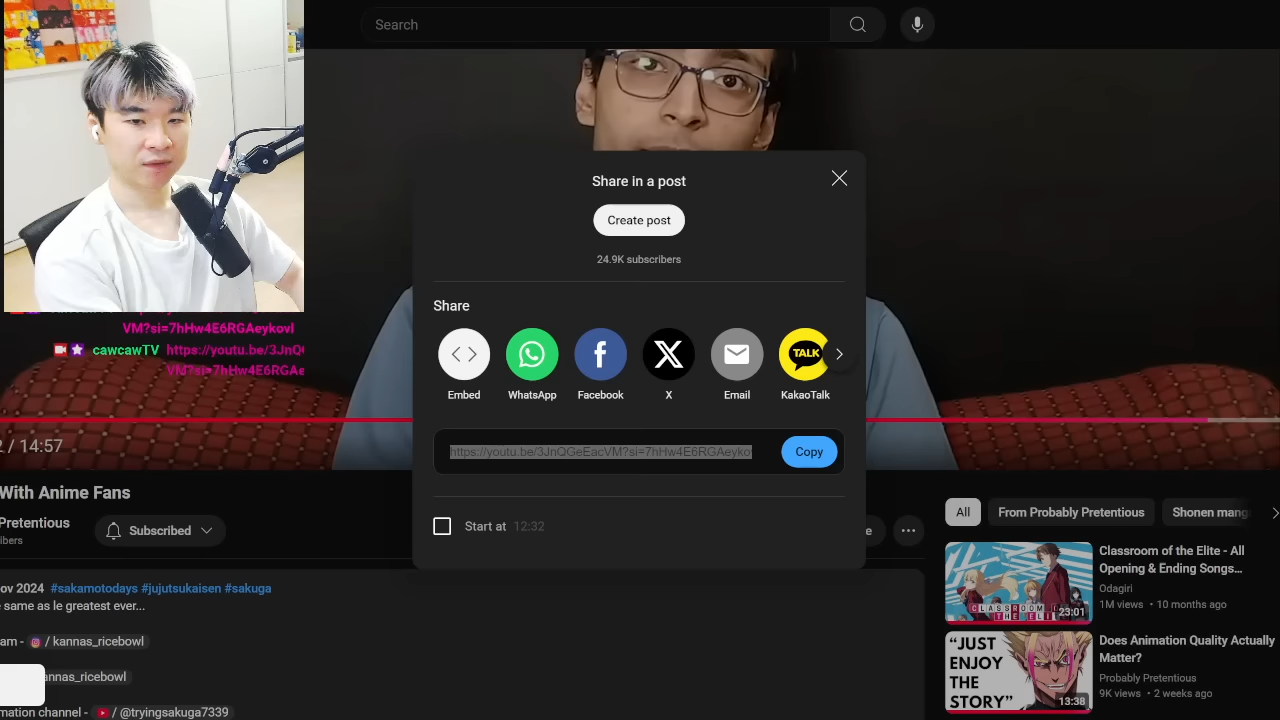 Search
Share in a post
Create post
24.9K subscribers
Share
VM?si=7hHw4E6RGAeykovl
cawcawTV https://youtu.be/3JnQ
VM?si=7hHw4E6RGAe
TALK
Embed
WhatsApp
Facebook
X
Email
KakaoTalk
/ 14:57
https://youtu.be/3JnQGeEacVM?si=7hHw4E6RGAeyko
Copy
Start at 12:32
With Anime Fans
Pretentious
ibers
Subscribed
e
All
From Probably Pretentious
Shonen mang
ov 2024 #sakamotodays #jujutsukaisen #sakuga
same as le greatest ever...
am - / kannas_ricebowl
annas_ricebowl
mation channel - / @tryingsakuga7339
CLASSROOM
23:01
Classroom of the Elite - All
Opening & Ending Songs…
Odagiri
1M views • 10 months ago
“JUST
ENJOY
THE
STORY”
13:38
Does Animation Quality Actually
Matter?
Probably Pretentious
9K views • 2 weeks ago